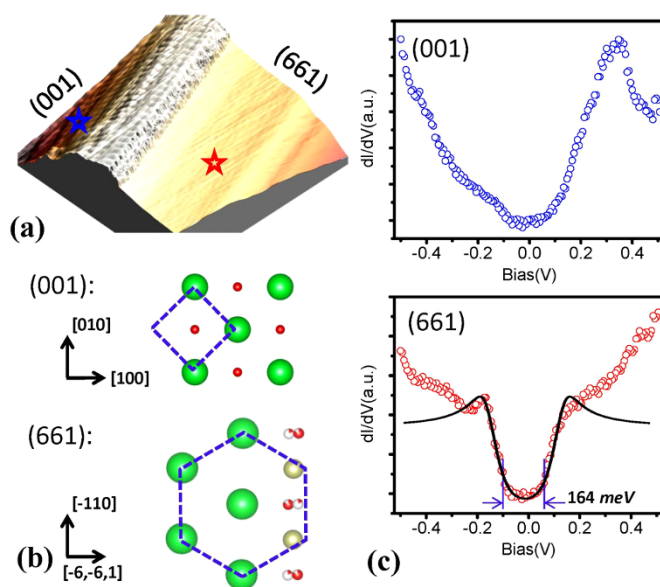 (001)
(661)
(a)
(001):
[010]
[100]
(661):
[-110]
[-6,-6,1]
(b)
(001)
dI/dV(a.u.)
-0.4 -0.2 0.0 0.2 0.4
Bias(V)
(661)
dI/dV(a.u.)
164 meV
-0.4 -0.2 0.0 0.2 0.4
Bias(V)
(c)